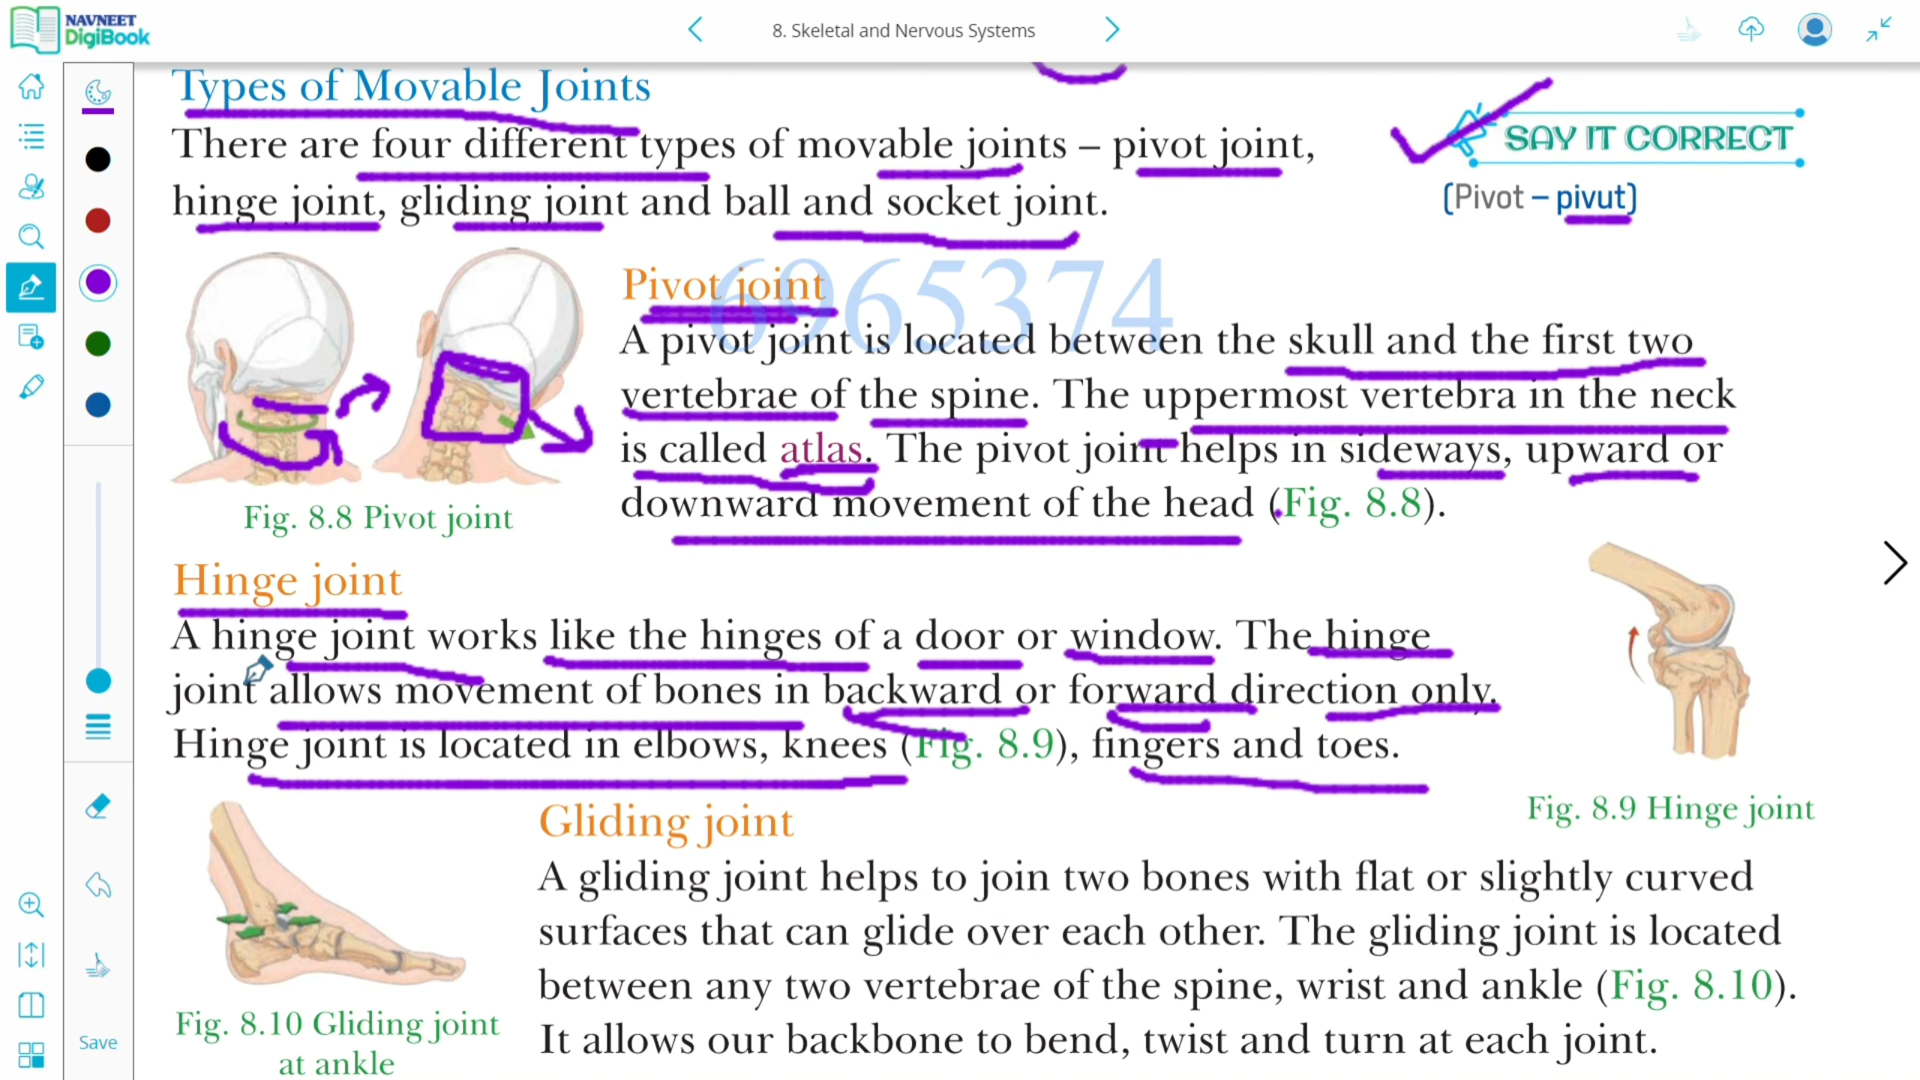 NAVNEET
DigiBook
8. Skeletal and Nervous Systems
Types of Movable Joints
There are four different types of movable joints – pivot joint,
hinge joint, gliding joint and ball and socket joint.
SAY IT CORRECT
(Pivot – pivut)
6965374
Pivot joint
A pivot joint is located between the skull and the first two
vertebrae of the spine. The uppermost vertebra in the neck
is called atlas. The pivot joint helps in sideways, upward or
downward movement of the head (Fig. 8.8).
Fig. 8.8 Pivot joint
Hinge joint
A hinge joint works like the hinges of a door or window. The hinge
joint allows movement of bones in backward or forward direction only.
Hinge joint is located in elbows, knees (Fig. 8.9), fingers and toes.
Fig. 8.9 Hinge joint
Gliding joint
A gliding joint helps to join two bones with flat or slightly curved
surfaces that can glide over each other. The gliding joint is located
between any two vertebrae of the spine, wrist and ankle (Fig. 8.10).
It allows our backbone to bend, twist and turn at each joint.
Fig. 8.10 Gliding joint
at ankle
Save